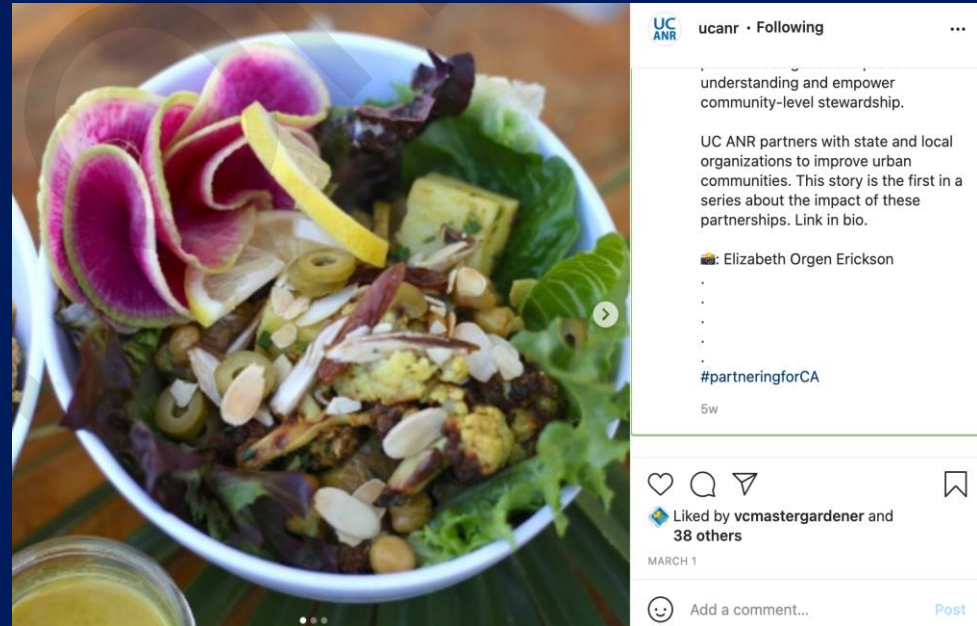 UC
ANR
ucanr • Following
understanding and empower
community-level stewardship.
UC ANR partners with state and local
organizations to improve urban
communities. This story is the first in a
series about the impact of these
partnerships. Link in bio.
📸: Elizabeth Orgen Erickson
.
.
.
.
.
#partneringforCA
5w
Liked by vcmastergardener and
38 others
MARCH 1
Add a comment...
Post